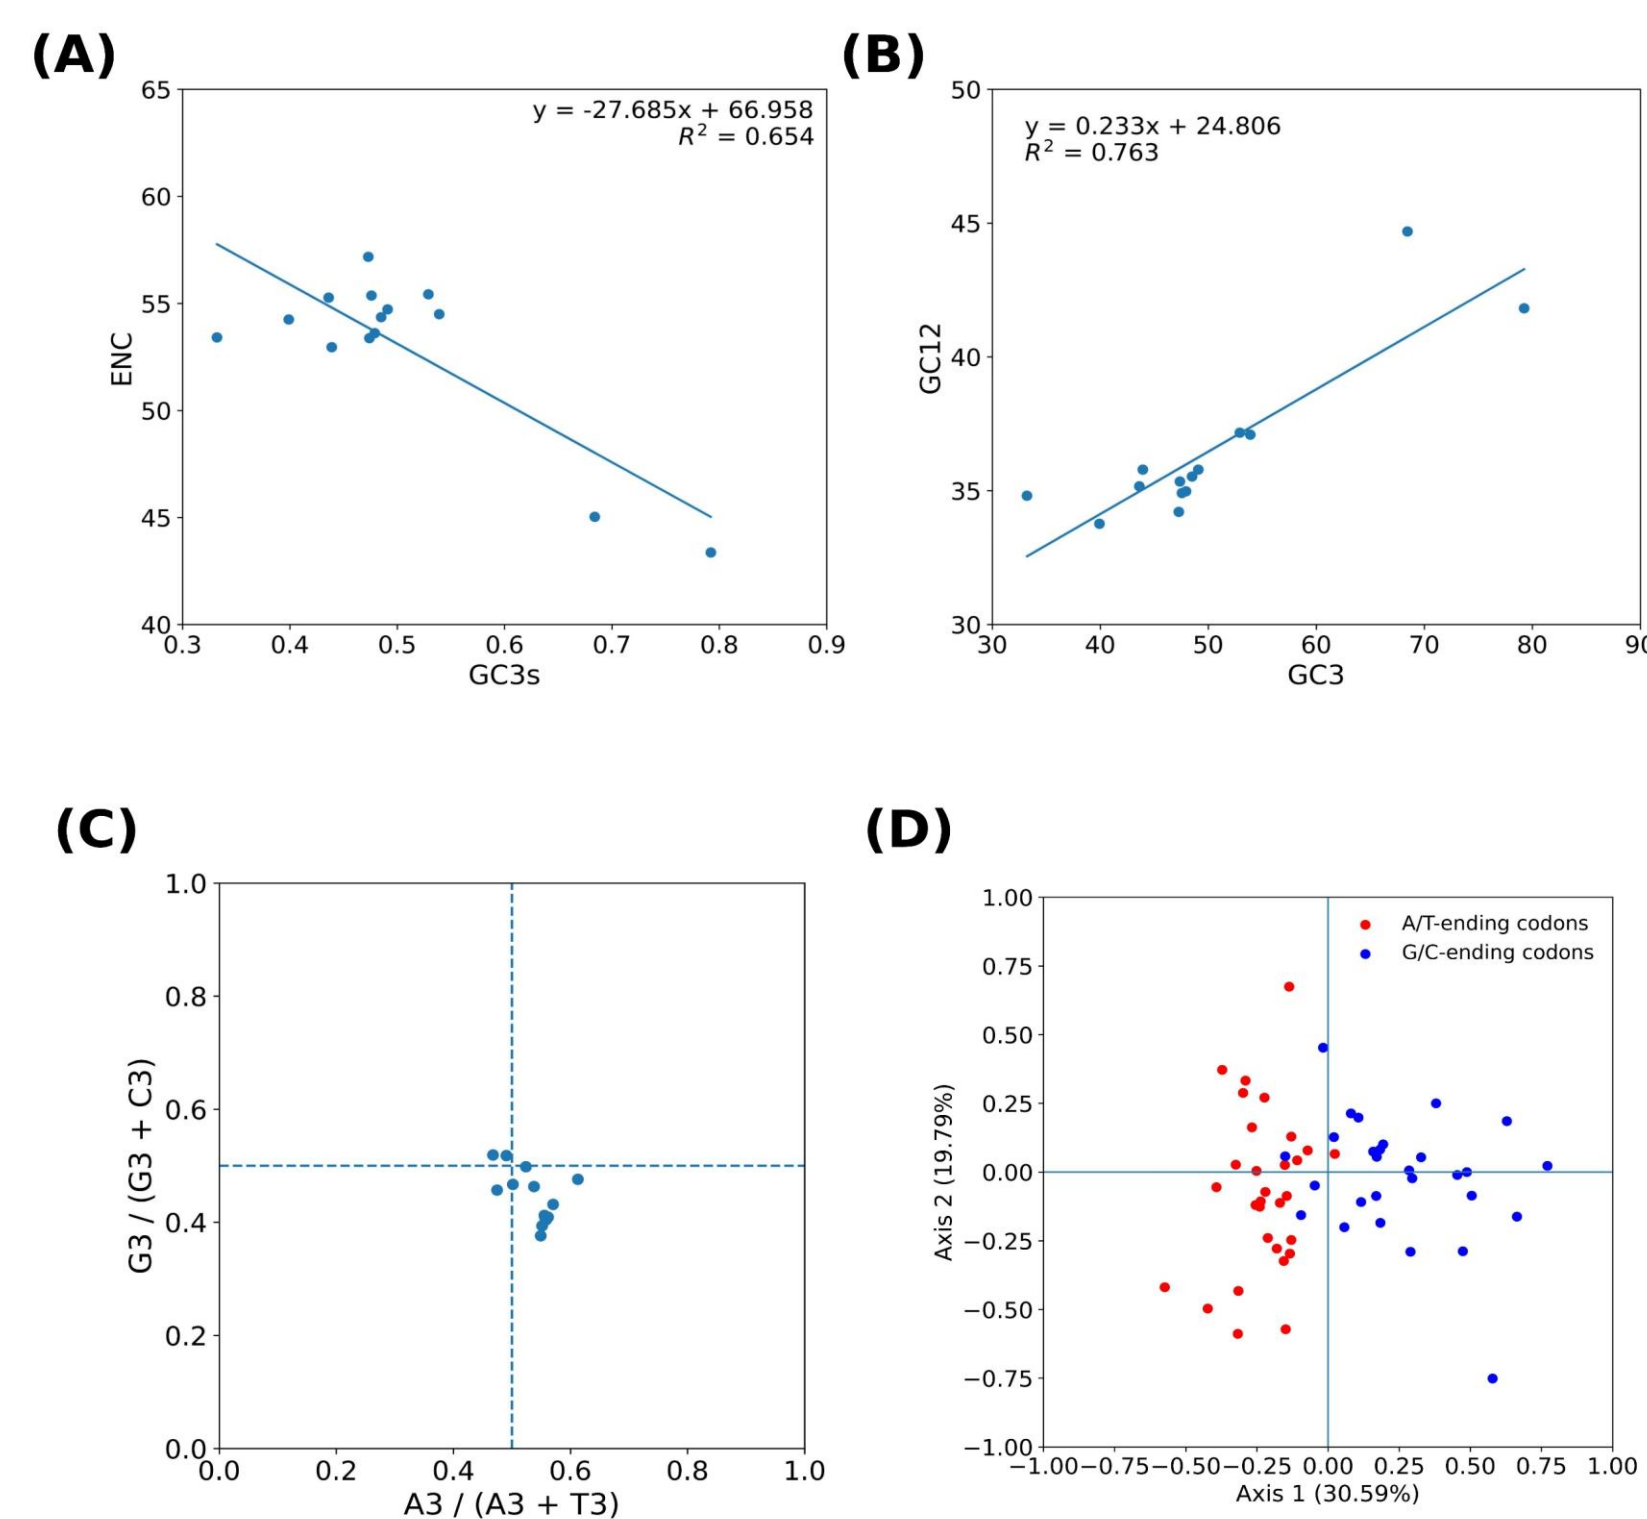 (A)
(B)
65
60
55
50
45
40
ENC
y = -27.685x + 66.958
R² = 0.654
0.3 0.4 0.5 0.6 0.7 0.8 0.9
GC3s
50
45
40
35
30
GC12
y = 0.233x + 24.806
R² = 0.763
30 40 50 60 70 80 90
GC3
(C)
(D)
1.0
0.8
0.6
0.4
0.2
0.0
G3 / (G3 + C3)
0.0 0.2 0.4 0.6 0.8 1.0
A3 / (A3 + T3)
1.00
0.75
0.50
0.25
0.00
−0.25
−0.50
−0.75
−1.00
Axis 2 (19.79%)
A/T-ending codons
G/C-ending codons
−1.00 −0.75 −0.50 −0.25 0.00 0.25 0.50 0.75 1.00
Axis 1 (30.59%)